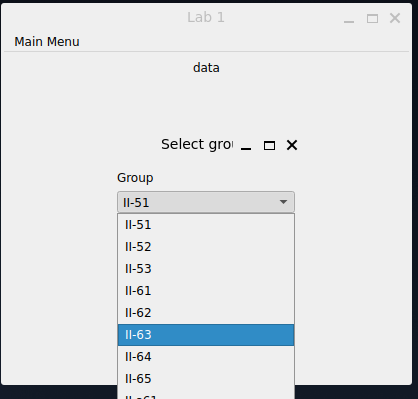 Lab 1
Main Menu
data
Select grou
Group
II-51
II-51
II-52
II-53
II-61
II-62
II-63
II-64
II-65